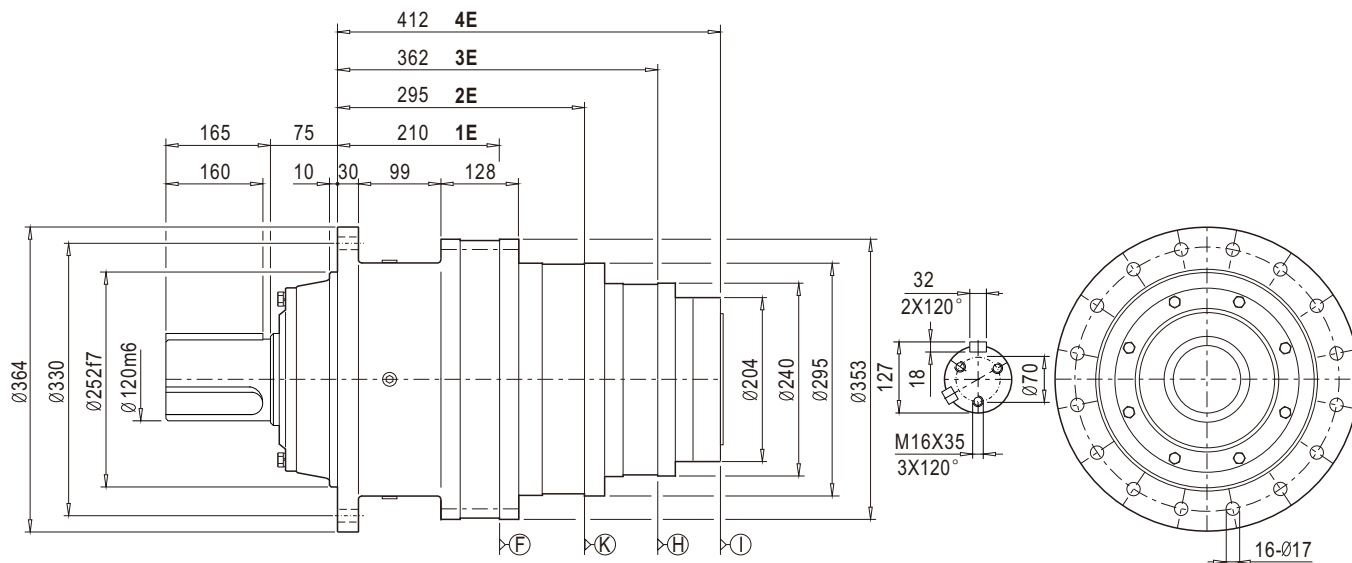 412 4E
362 3E
295 2E
165 75 210 1E
160 10 30 99 128
Ø364
Ø330
Ø252f7
Ø120m6
Ø204
Ø240
Ø295
Ø353
32
2X120°
127
18
Ø70
M16X35
3X120°
F K H I
16-Ø17